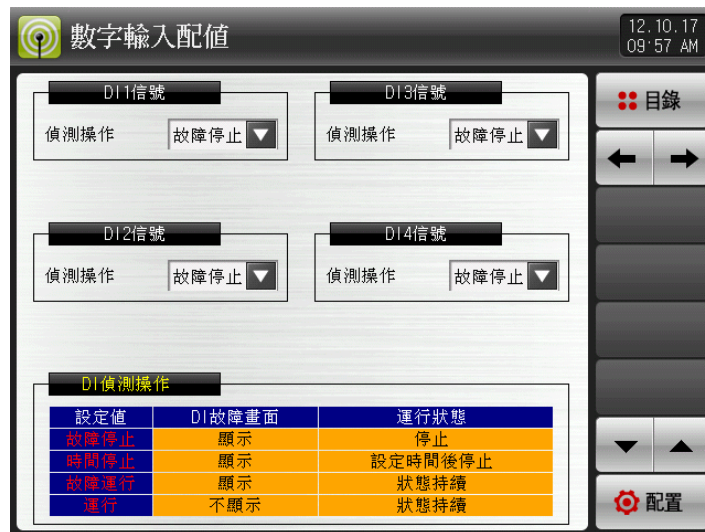 數字輸入配值
12.10.17
09:57 AM
DI1信號
偵測操作 故障停止
DI3信號
偵測操作 故障停止
DI2信號
偵測操作 故障停止
DI4信號
偵測操作 故障停止
DI偵測操作
設定值 DI故障畫面 運行狀態
故障停止 顯示 停止
時間停止 顯示 設定時間後停止
故障運行 顯示 狀態持續
運行 不顯示 狀態持續
目錄
配置